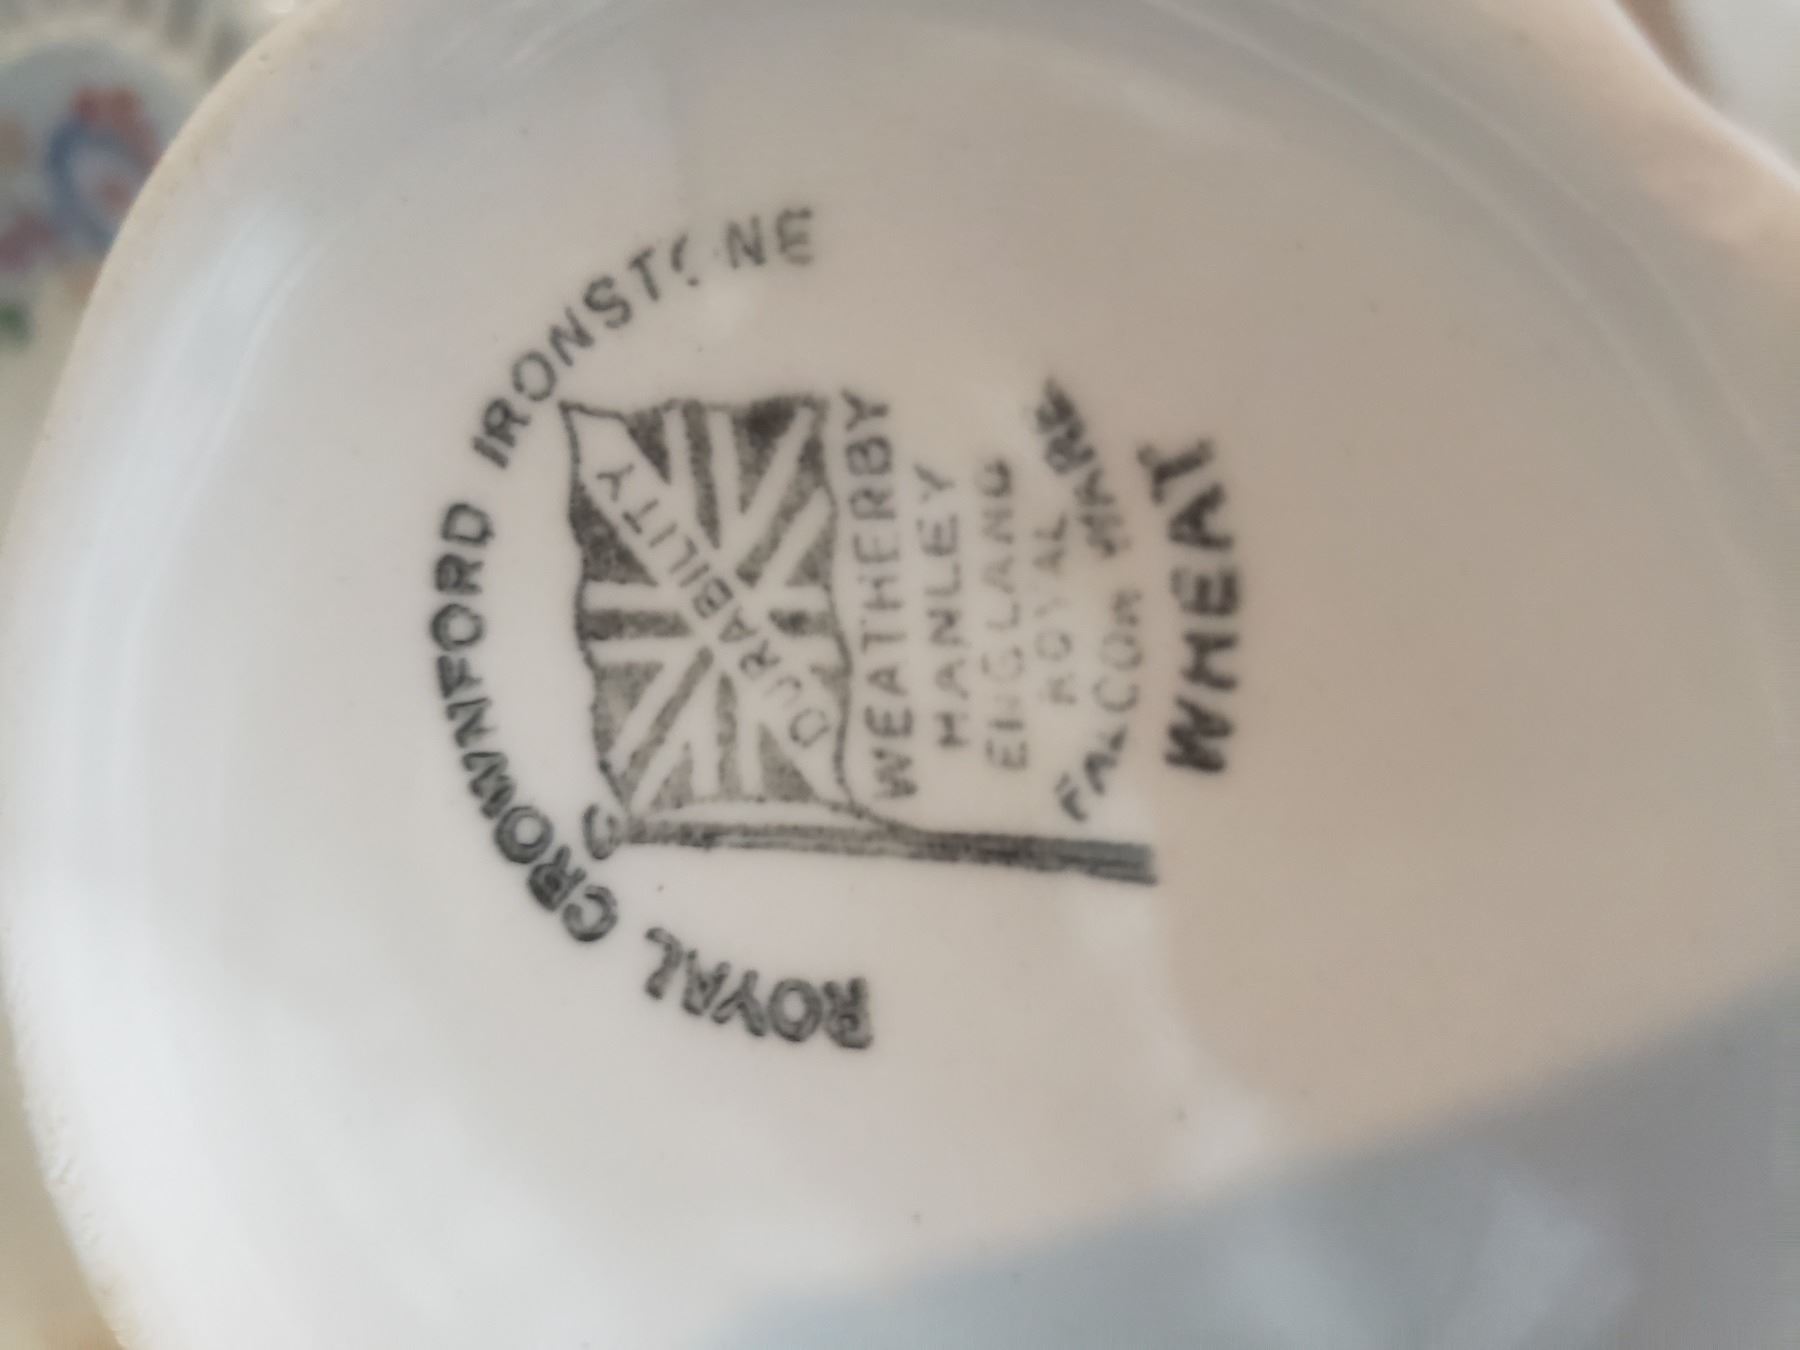 ROYAL CROWNFORD IRONSTONE
DURABILITY
WEATHERBY
HANLEY
ENGLAND
ROYAL
FALCON WARE
WHEAT